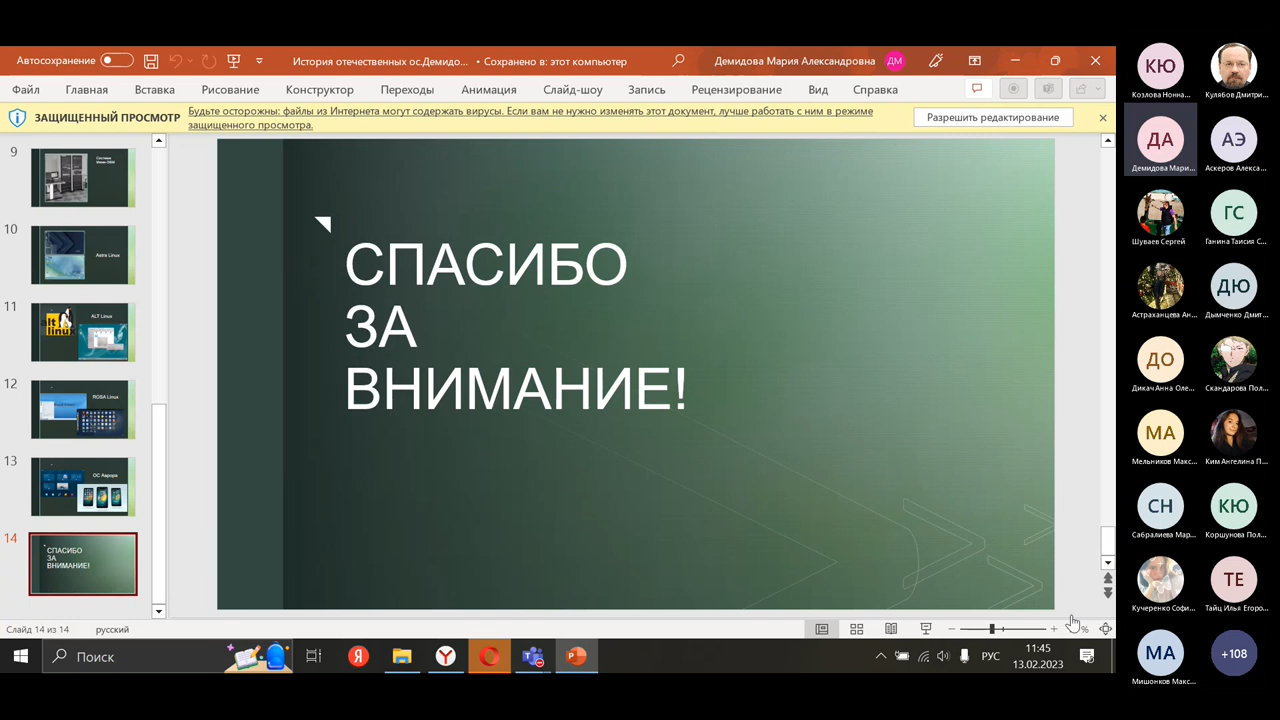 Автосохранение
История отечественных ос.Демидо... • Сохранено в: этот компьютер
Демидова Мария Александровна
ДМ
Файл Главная Вставка Рисование Конструктор Переходы Анимация Слайд-шоу Запись Рецензирование Вид Справка
ЗАЩИЩЕННЫЙ ПРОСМОТР
Будьте осторожны: файлы из Интернета могут содержать вирусы. Если вам не нужно изменять этот документ, лучше работать с ним в режиме
защищенного просмотра.
Разрешить редактирование
9
10
Astra Linux
11
ALT Linux
12
ROSA Linux
13
ОС Аврора
14
СПАСИБО
ЗА
ВНИМАНИЕ!
СПАСИБО
ЗА
ВНИМАНИЕ!
Слайд 14 из 14
русский
%
Поиск
РУС
11:45
13.02.2023
КЮ
Козлова Нонна...
Кулябов Дмитри...
ДА
Демидова Мари...
АЭ
Аскеров Алекса...
Шуваев Сергей
ГС
Ганина Таисия С...
Астраханцева Ан...
ДЮ
Дымченко Дмит...
ДО
Дикач Анна Оле...
Скандарова Пол...
МА
Мельников Макс...
Ким Ангелина П...
СН
Сабралиева Мар...
КЮ
Коршунова Пол...
Кучеренко Софи...
ТЕ
Тайц Илья Егоро...
МА
Мишонков Макс...
+108